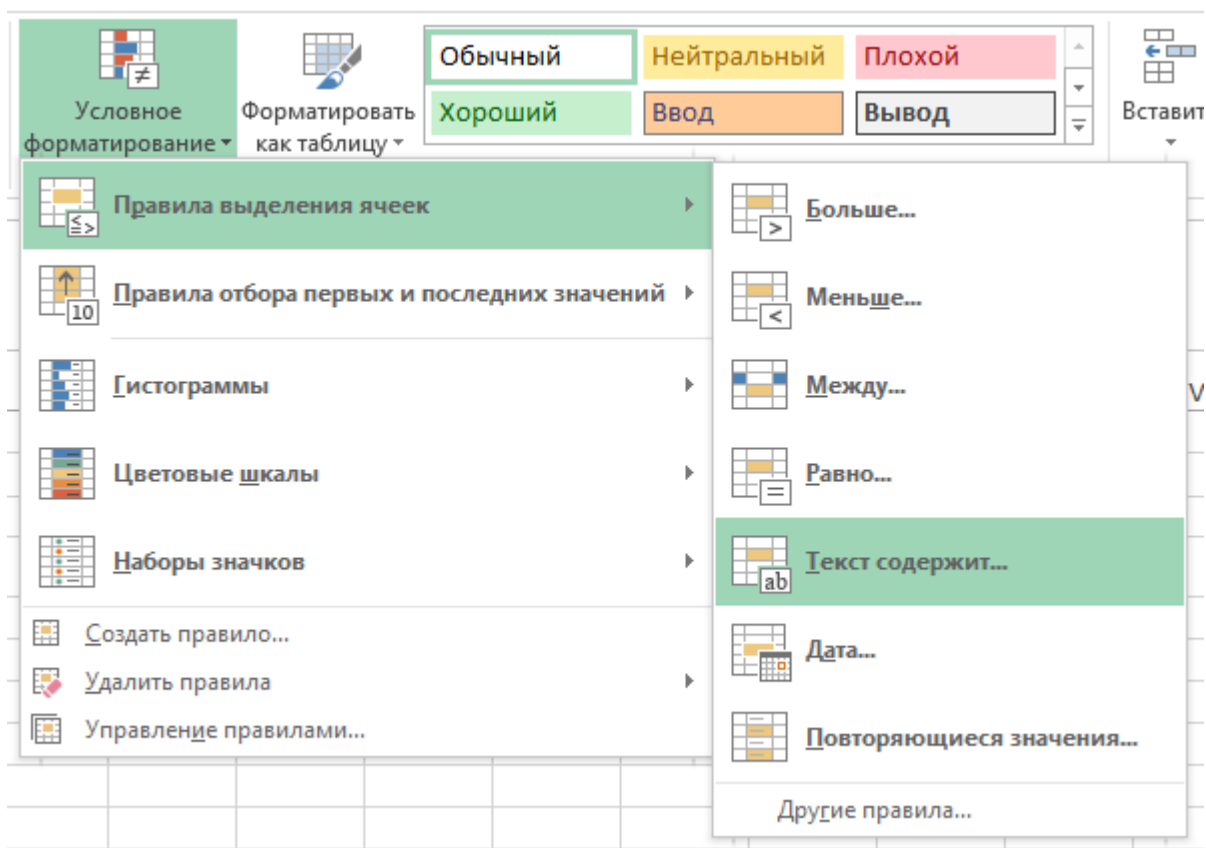 Обычный
Нейтральный
Плохой
Условное
форматирование
Форматировать
как таблицу
Хороший
Ввод
Вывод
Вставит
Правила выделения ячеек
Правила отбора первых и последних значений
10
Гистограммы
Цветовые шкалы
Наборы значков
Создать правило...
Удалить правила
Управление правилами...
Больше...
Меньше...
Между...
Равно...
Текст содержит...
ab
Дата...
Повторяющиеся значения...
Другие правила...